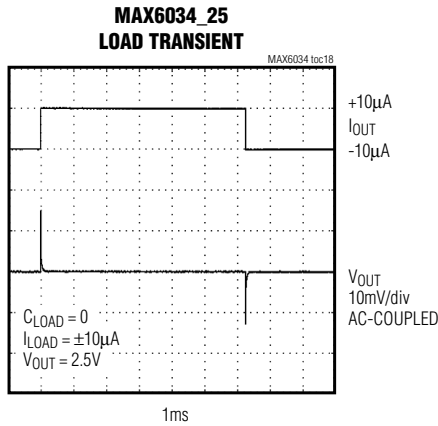 MAX6034_25
LOAD TRANSIENT
MAX6034 toc18
+10μA
IOUT
-10μA
VOUT
10mV/div
AC-COUPLED
CLOAD = 0
ILOAD = ±10μA
VOUT = 2.5V
1ms